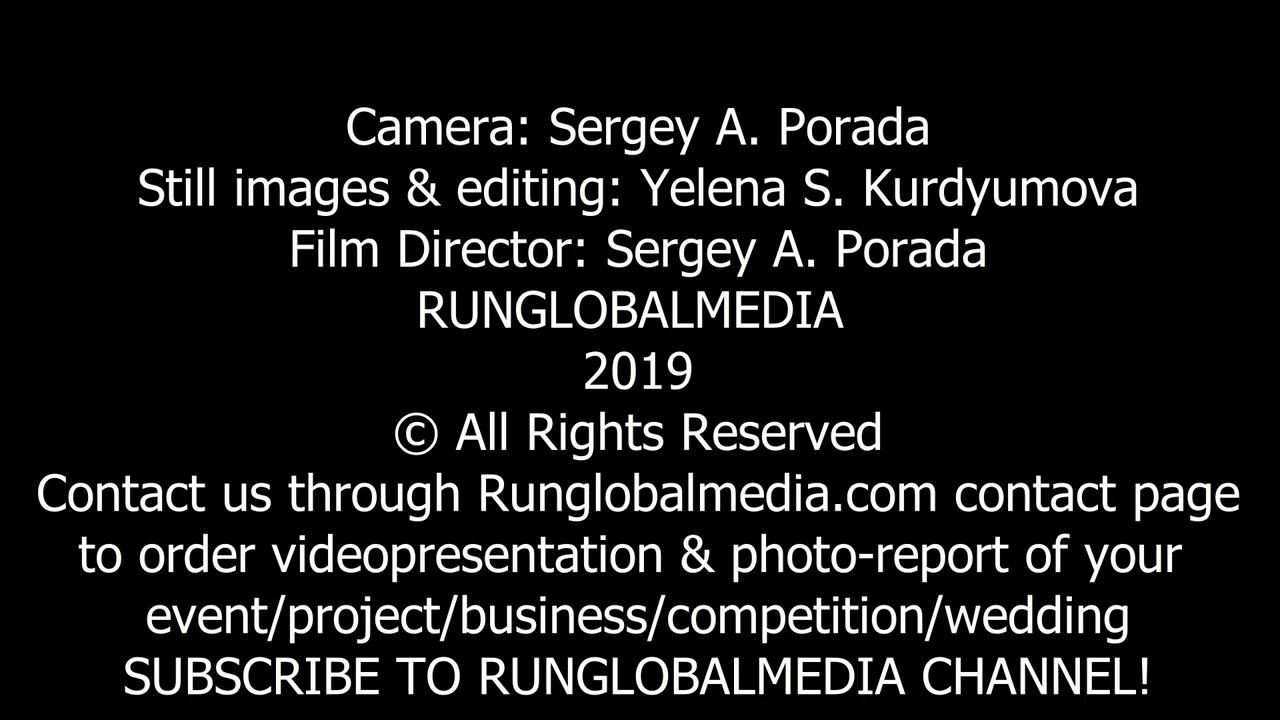 Camera: Sergey A. Porada
Still images & editing: Yelena S. Kurdyumova
Film Director: Sergey A. Porada
RUNGLOBALMEDIA
2019
© All Rights Reserved
Contact us through Runglobalmedia.com contact page
to order videopresentation & photo-report of your
event/project/business/competition/wedding
SUBSCRIBE TO RUNGLOBALMEDIA CHANNEL!